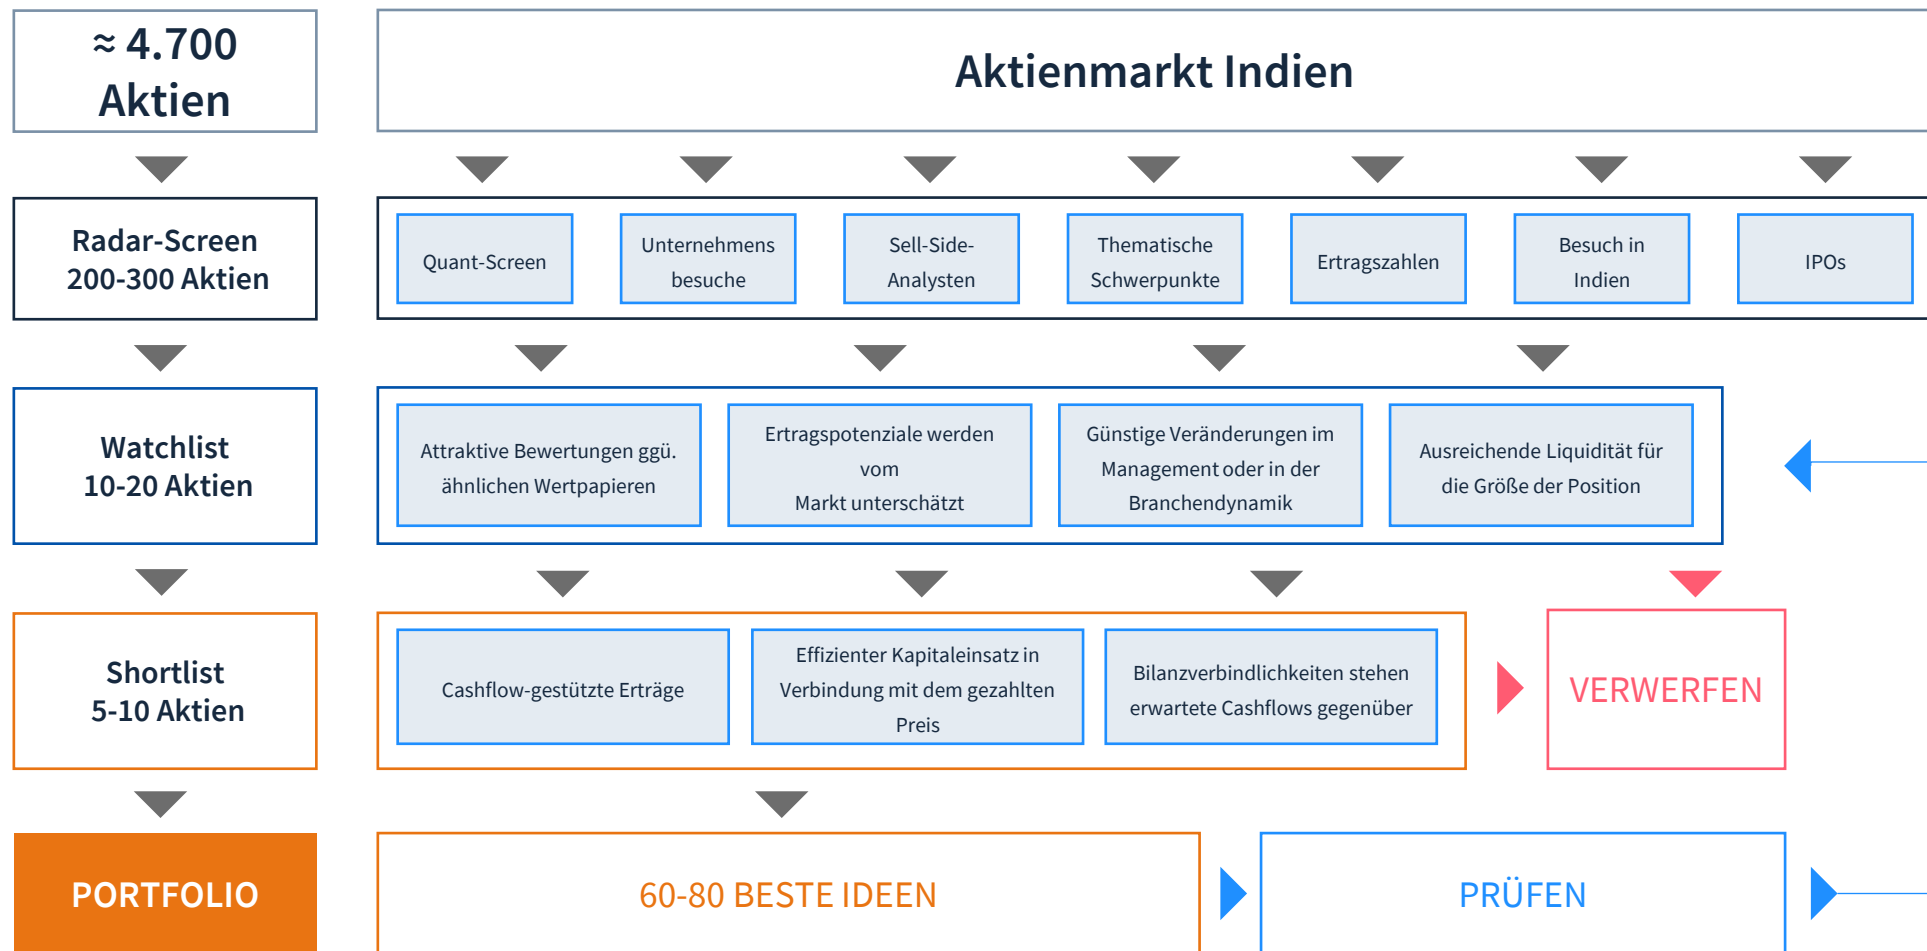 ≈ 4.700
Aktien
Aktienmarkt Indien
Radar-Screen
200-300 Aktien
Quant-Screen
Unternehmens
besuche
Sell-Side-
Analysten
Thematische
Schwerpunkte
Ertragszahlen
Besuch in
Indien
IPOs
Watchlist
10-20 Aktien
Attraktive Bewertungen ggü.
ähnlichen Wertpapieren
Ertragspotenziale werden
vom
Markt unterschätzt
Günstige Veränderungen im
Management oder in der
Branchendynamik
Ausreichende Liquidität für
die Größe der Position
Shortlist
5-10 Aktien
Cashflow-gestützte Erträge
Effizienter Kapitaleinsatz in
Verbindung mit dem gezahlten
Preis
Bilanzverbindlichkeiten stehen
erwartete Cashflows gegenüber
VERWERFEN
PORTFOLIO
60-80 BESTE IDEEN
PRÜFEN